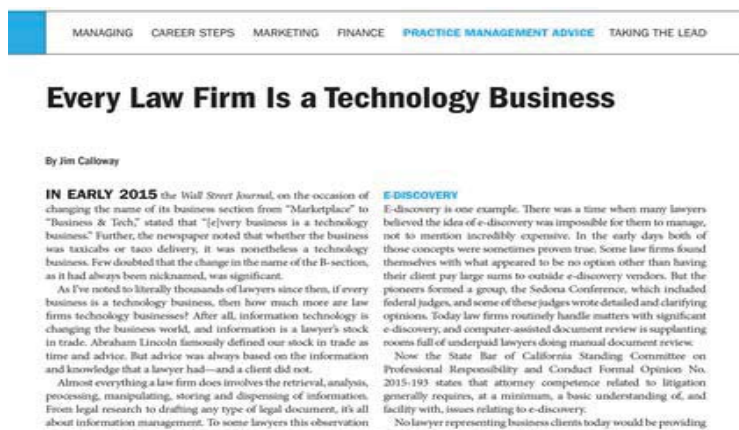 MANAGING CAREER STEPS MARKETING FINANCE PRACTICE MANAGEMENT ADVICE TAKING THE LEAD
Every Law Firm Is a Technology Business
By Jim Calloway
IN EARLY 2015 the Wall Street Journal, on the occasion of
changing the name of its business section from “Marketplace” to
“Business & Tech,” stated that “[e]very business is a technology
business.” Further, the newspaper noted that whether the business
was taxicabs or taco delivery, it was nonetheless a technology
business. Few doubted that the change in the name of the B-section,
as it had always been nicknamed, was significant.
As I’ve noted to literally thousands of lawyers since then, if every
business is a technology business, then how much more are law
firms technology businesses? After all, information technology is
changing the business world, and information is a lawyer’s stock
in trade. Abraham Lincoln famously defined our stock in trade as
time and advice. But advice was always based on the information
and knowledge that a lawyer had—and a client did not.
Almost everything a law firm does involves the retrieval, analysis,
processing, manipulating, storing and dispensing of information.
From legal research to drafting any type of legal document, it’s all
about information management. To some lawyers this observation
E-DISCOVERY
E-discovery is one example. There was a time when many lawyers
believed the idea of e-discovery was impossible for them to manage,
not to mention incredibly expensive. In the early days both of
those concepts were sometimes proven true. Some law firms found
themselves with what appeared to be no option other than having
their client pay large sums to outside e-discovery vendors. But the
pioneers formed a group, the Sedona Conference, which included
federal judges, and some of these judges wrote detailed and clarifying
opinions. Today law firms routinely handle matters with significant
e-discovery, and computer-assisted document review is supplanting
rooms full of underpaid lawyers doing manual document review.
Now the State Bar of California Standing Committee on
Professional Responsibility and Conduct Formal Opinion No.
2015-193 states that attorney competence related to litigation
generally requires, at a minimum, a basic understanding of, and
facility with, issues relating to e-discovery.
No lawyer representing business clients today would be providing